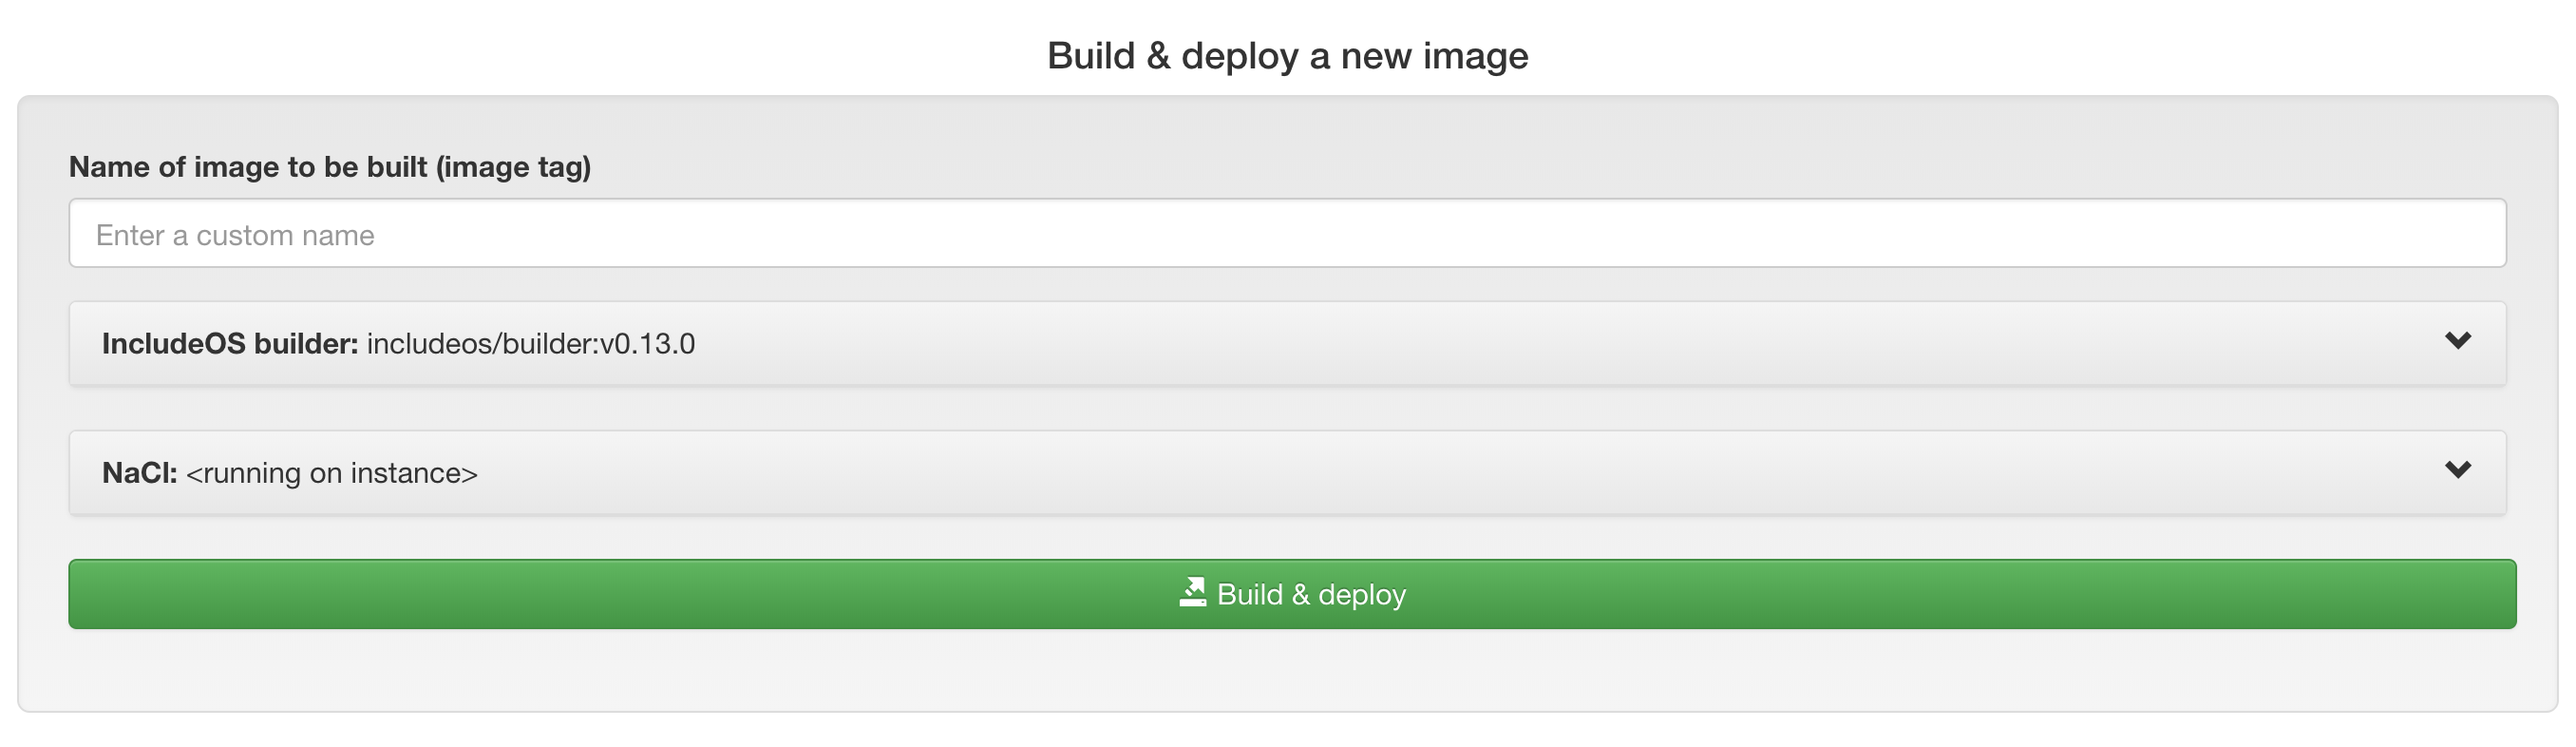 Build & deploy a new image
Name of image to be built (image tag)
Enter a custom name
IncludeOS builder: includeos/builder:v0.13.0
NaCl: <running on instance>
Build & deploy